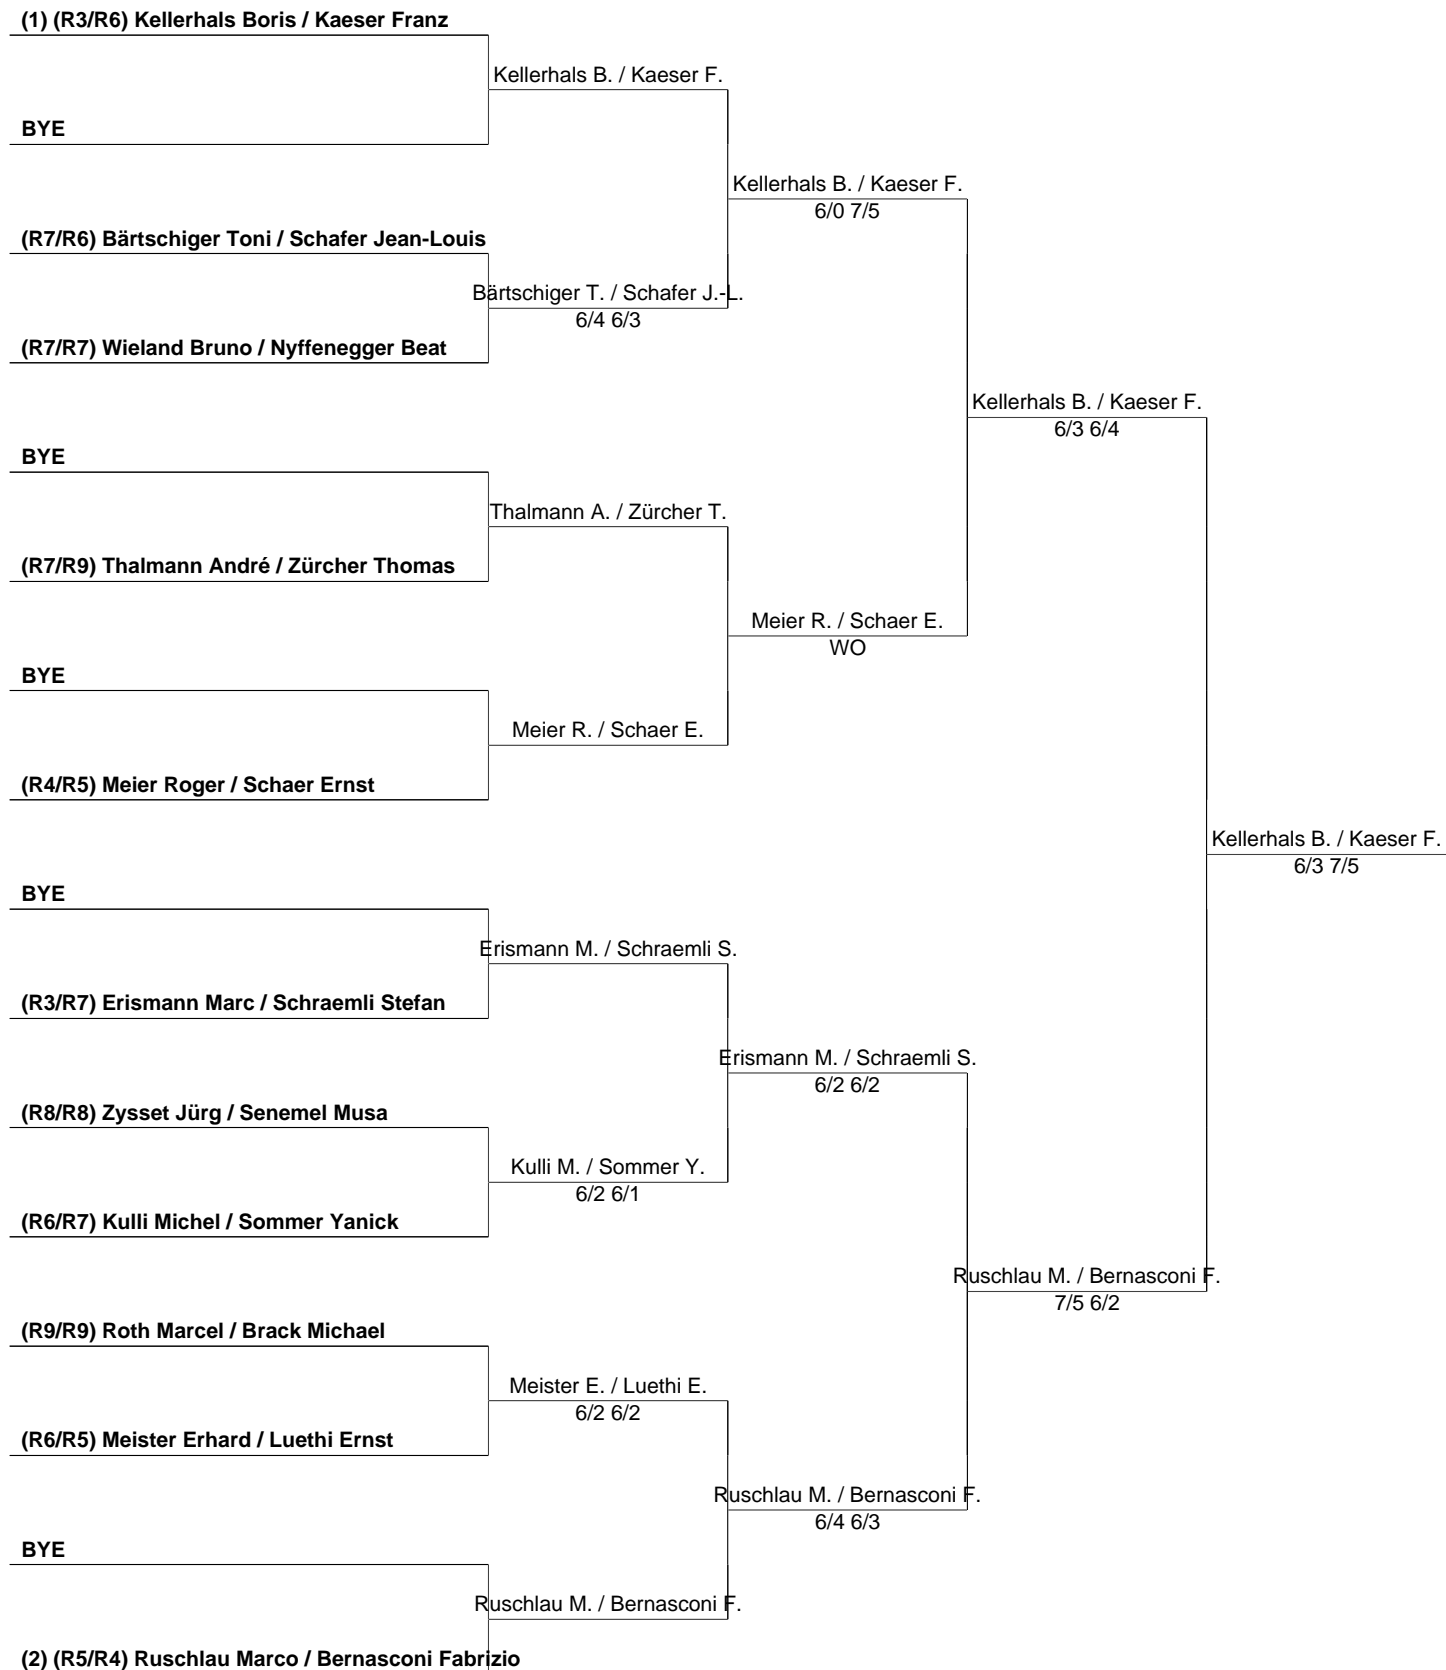 (1) (R3/R6) Kellerhals Boris / Kaeser Franz
Kellerhals B. / Kaeser F.
BYE
Kellerhals B. / Kaeser F.
6/0 7/5
(R7/R6) Bärtschiger Toni / Schafer Jean-Louis
Bärtschiger T. / Schafer J.-L.
6/4 6/3
(R7/R7) Wieland Bruno / Nyffenegger Beat
Kellerhals B. / Kaeser F.
6/3 6/4
BYE
Thalmann A. / Zürcher T.
(R7/R9) Thalmann André / Zürcher Thomas
Meier R. / Schaer E.
WO
BYE
Meier R. / Schaer E.
(R4/R5) Meier Roger / Schaer Ernst
Kellerhals B. / Kaeser F.
6/3 7/5
BYE
Erismann M. / Schraemli S.
(R3/R7) Erismann Marc / Schraemli Stefan
Erismann M. / Schraemli S.
6/2 6/2
(R8/R8) Zysset Jürg / Senemel Musa
Kulli M. / Sommer Y.
6/2 6/1
(R6/R7) Kulli Michel / Sommer Yanick
Ruschlau M. / Bernasconi F.
7/5 6/2
(R9/R9) Roth Marcel / Brack Michael
Meister E. / Luethi E.
6/2 6/2
(R6/R5) Meister Erhard / Luethi Ernst
Ruschlau M. / Bernasconi F.
6/4 6/3
BYE
Ruschlau M. / Bernasconi F.
(2) (R5/R4) Ruschlau Marco / Bernasconi Fabrizio